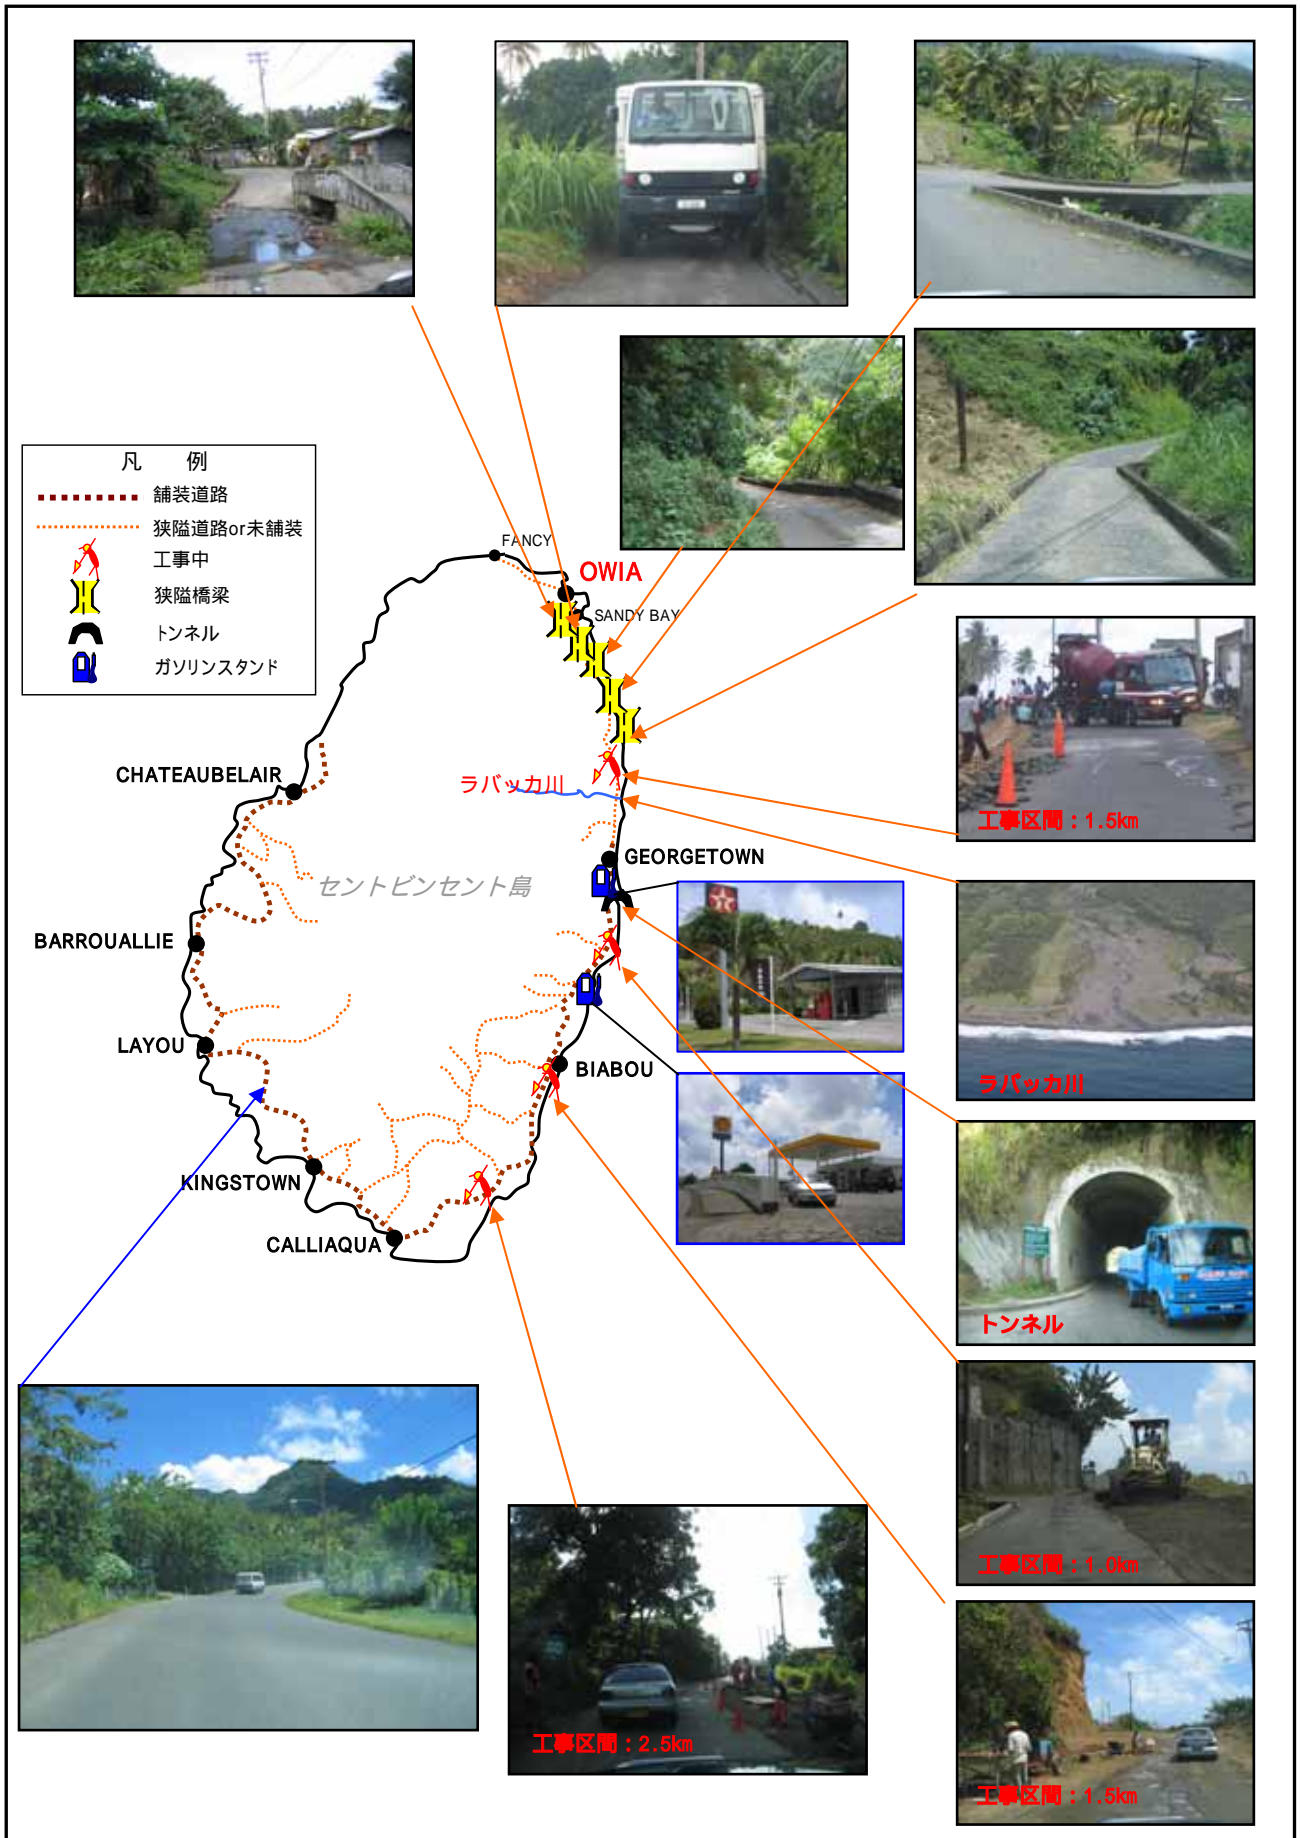 凡 例
舗装道路
狭隘道路or未舗装
工事中
狭隘橋梁
トンネル
ガソリンスタンド
FANCY
OWIA
SANDY BAY
CHATEAUBELAIR
ラバッカ川
工事区間：1.5km
GEORGETOWN
セントビンセント島
BARROUALLIE
LAYOU
BIABOU
ラバッカ川
KINGSTOWN
CALLIAQUA
トンネル
工事区間：1.0km
工事区間：2.5km
工事区間：1.5km